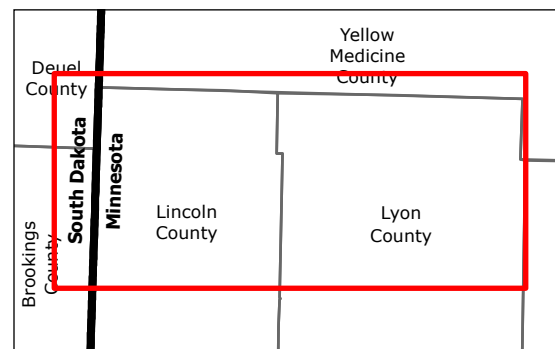 Yellow
Medicine
County
Deuel
County
South Dakota
Minnesota
Lincoln
County
Lyon
County
Brookings
County